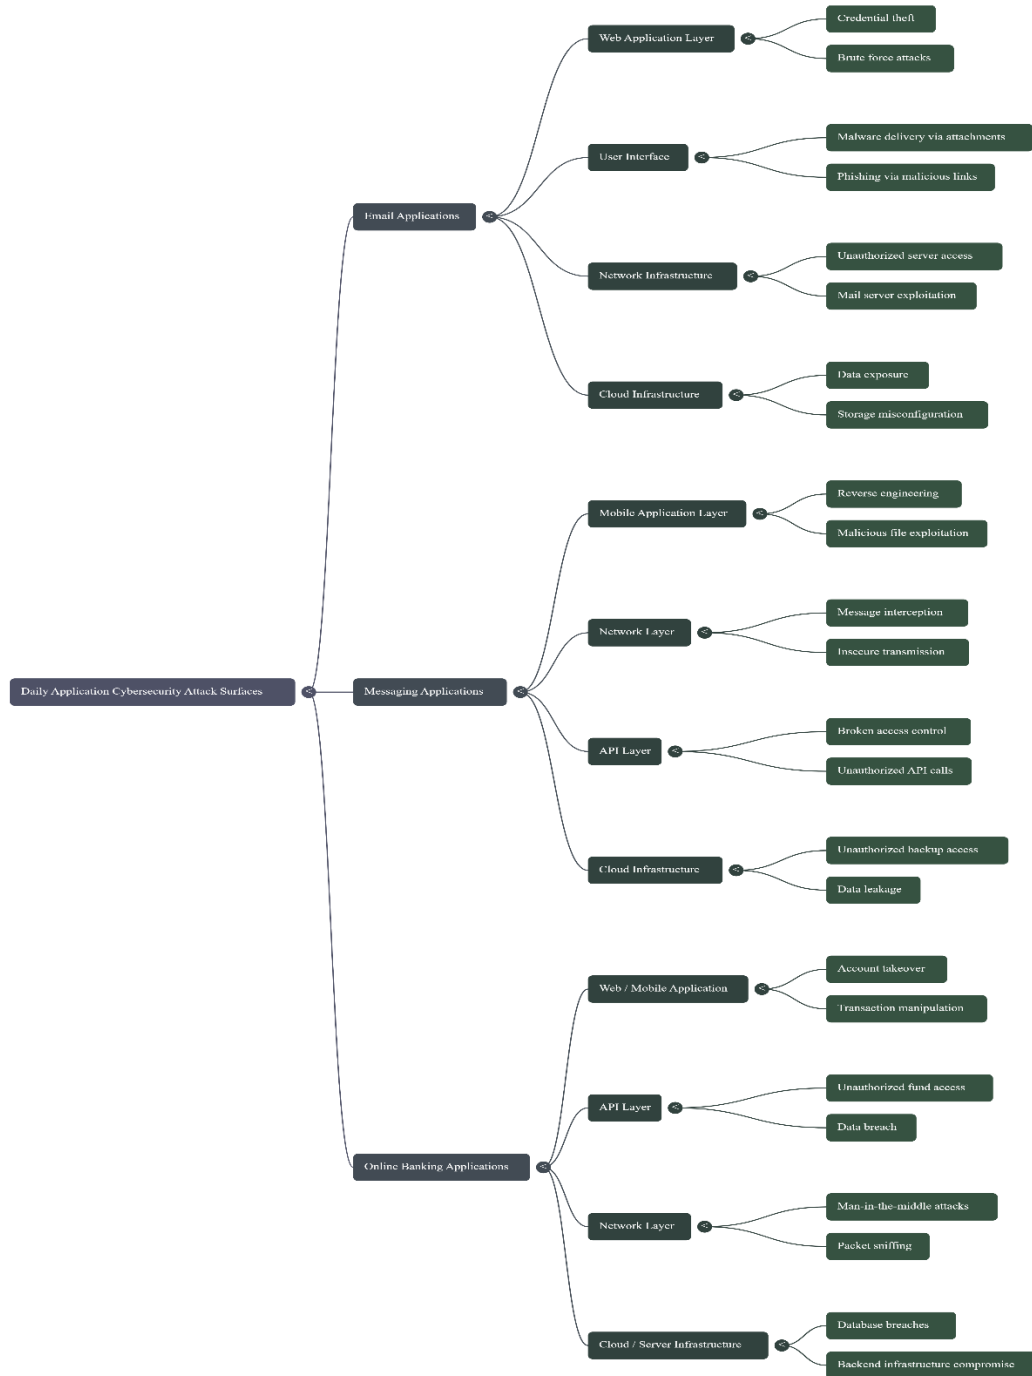 Daily Application Cybersecurity Attack Surfaces
Email Applications
Web Application Layer
Credential theft
Brute force attacks
User Interface
Malware delivery via attachments
Phishing via malicious links
Network Infrastructure
Unauthorized server access
Mail server exploitation
Cloud Infrastructure
Data exposure
Storage misconfiguration
Messaging Applications
Mobile Application Layer
Reverse engineering
Malicious file exploitation
Network Layer
Message interception
Insecure transmission
API Layer
Broken access control
Unauthorized API calls
Cloud Infrastructure
Unauthorized backup access
Data leakage
Online Banking Applications
Web / Mobile Application
Account takeover
Transaction manipulation
API Layer
Unauthorized fund access
Data breach
Network Layer
Man-in-the-middle attacks
Packet sniffing
Cloud / Server Infrastructure
Database breaches
Backend infrastructure compromise